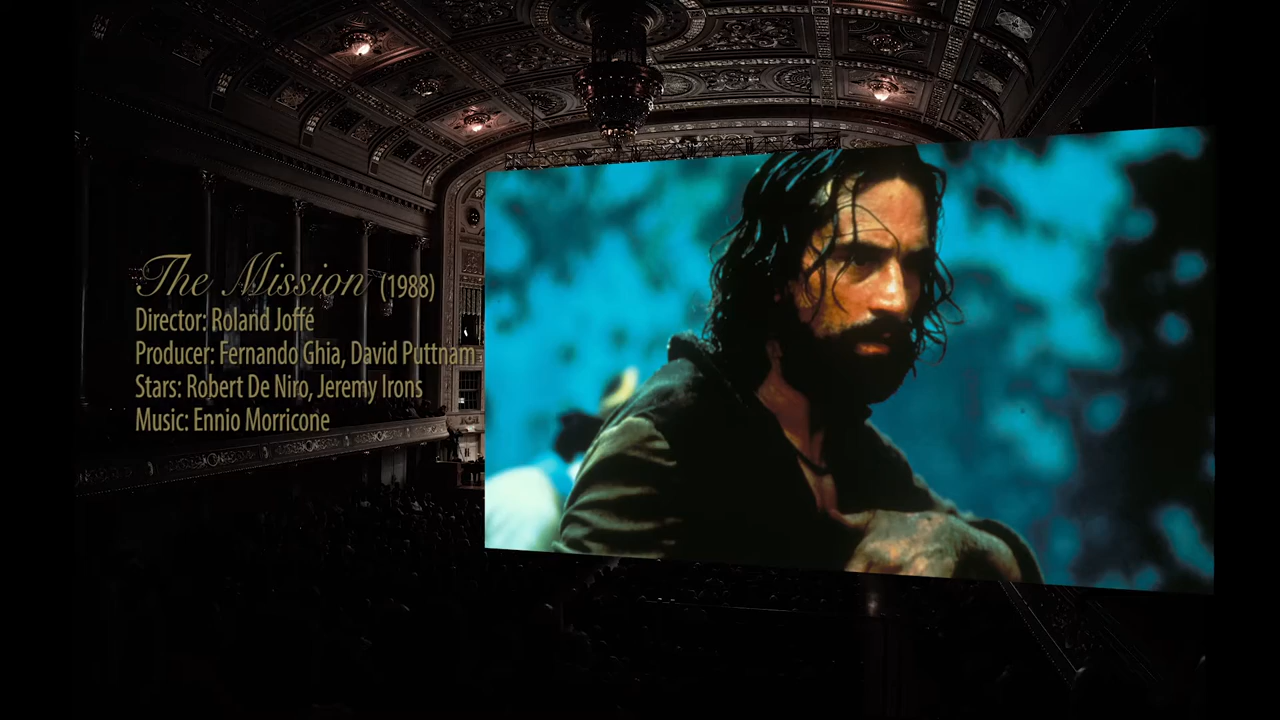 The Mission (1988)
Director: Roland Joffé
Producer: Fernando Ghia, David Puttnam
Stars: Robert De Niro, Jeremy Irons
Music: Ennio Morricone